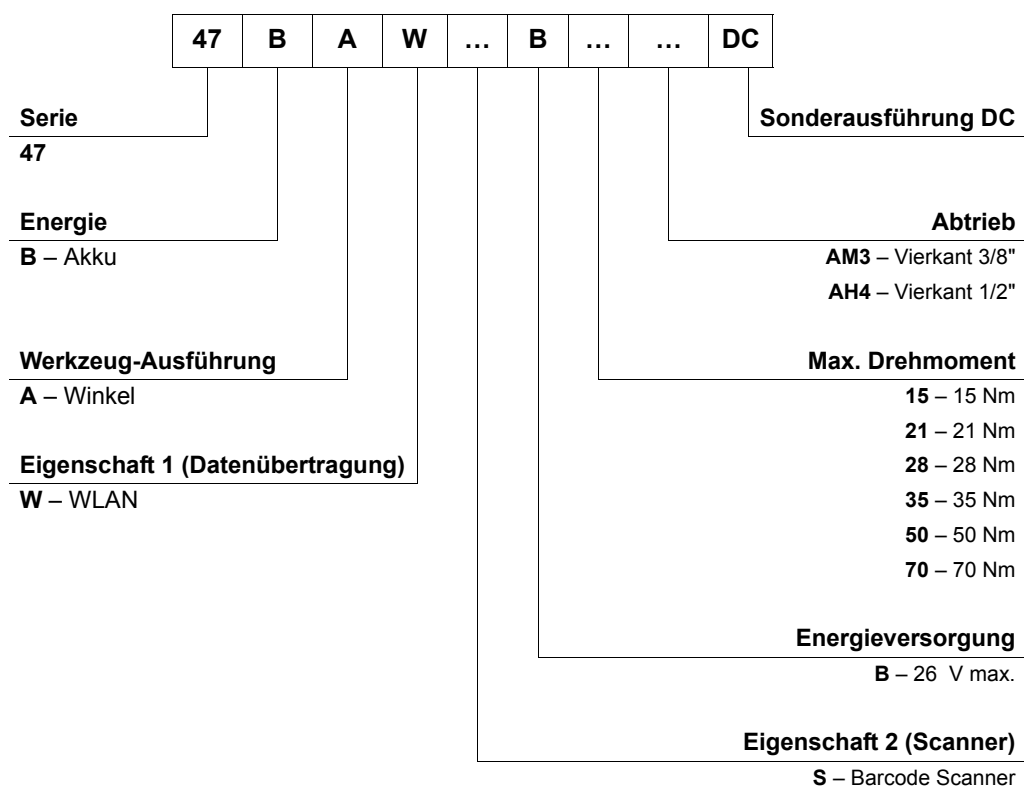 47 B A W … B … … DC
Serie
47
Energie
B – Akku
Werkzeug-Ausführung
A – Winkel
Eigenschaft 1 (Datenübertragung)
W – WLAN
Sonderausführung DC
Abtrieb
AM3 – Vierkant 3/8"
AH4 – Vierkant 1/2"
Max. Drehmoment
15 – 15 Nm
21 – 21 Nm
28 – 28 Nm
35 – 35 Nm
50 – 50 Nm
70 – 70 Nm
Energieversorgung
B – 26 V max.
Eigenschaft 2 (Scanner)
S – Barcode Scanner